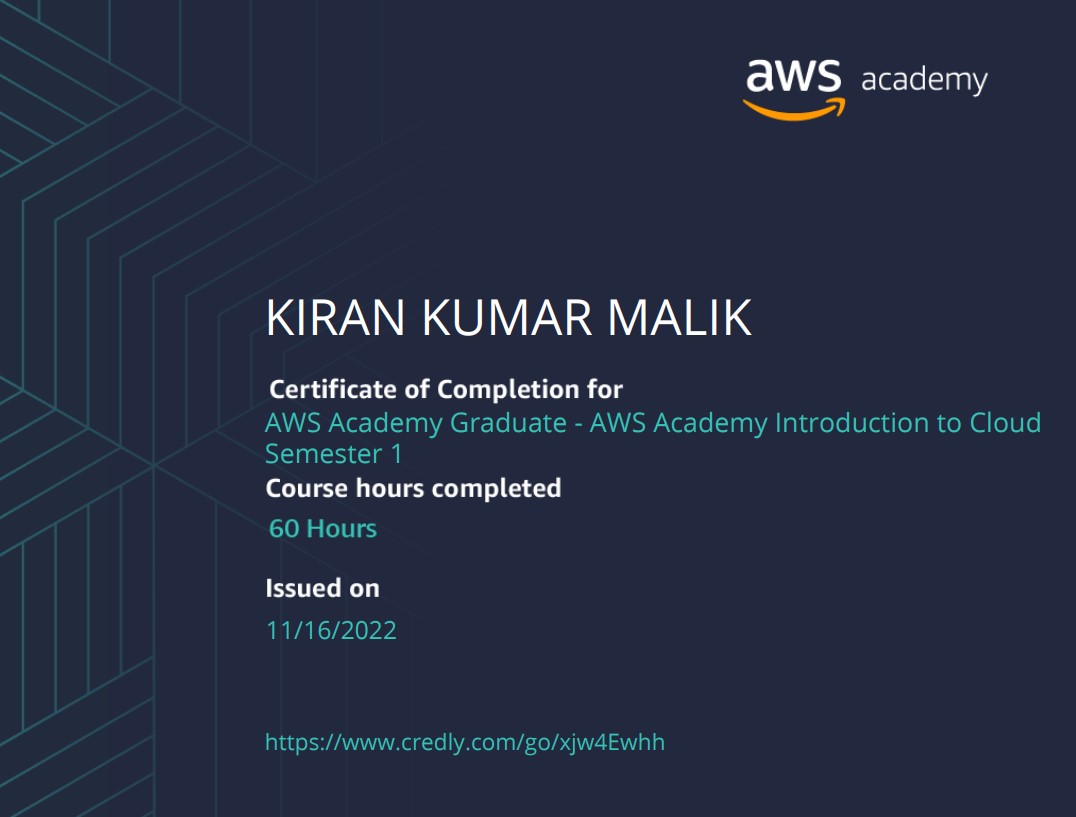 aws academy
KIRAN KUMAR MALIK
Certificate of Completion for
AWS Academy Graduate - AWS Academy Introduction to Cloud
Semester 1
Course hours completed
60 Hours
Issued on
11/16/2022
https://www.credly.com/go/xjw4Ewhh